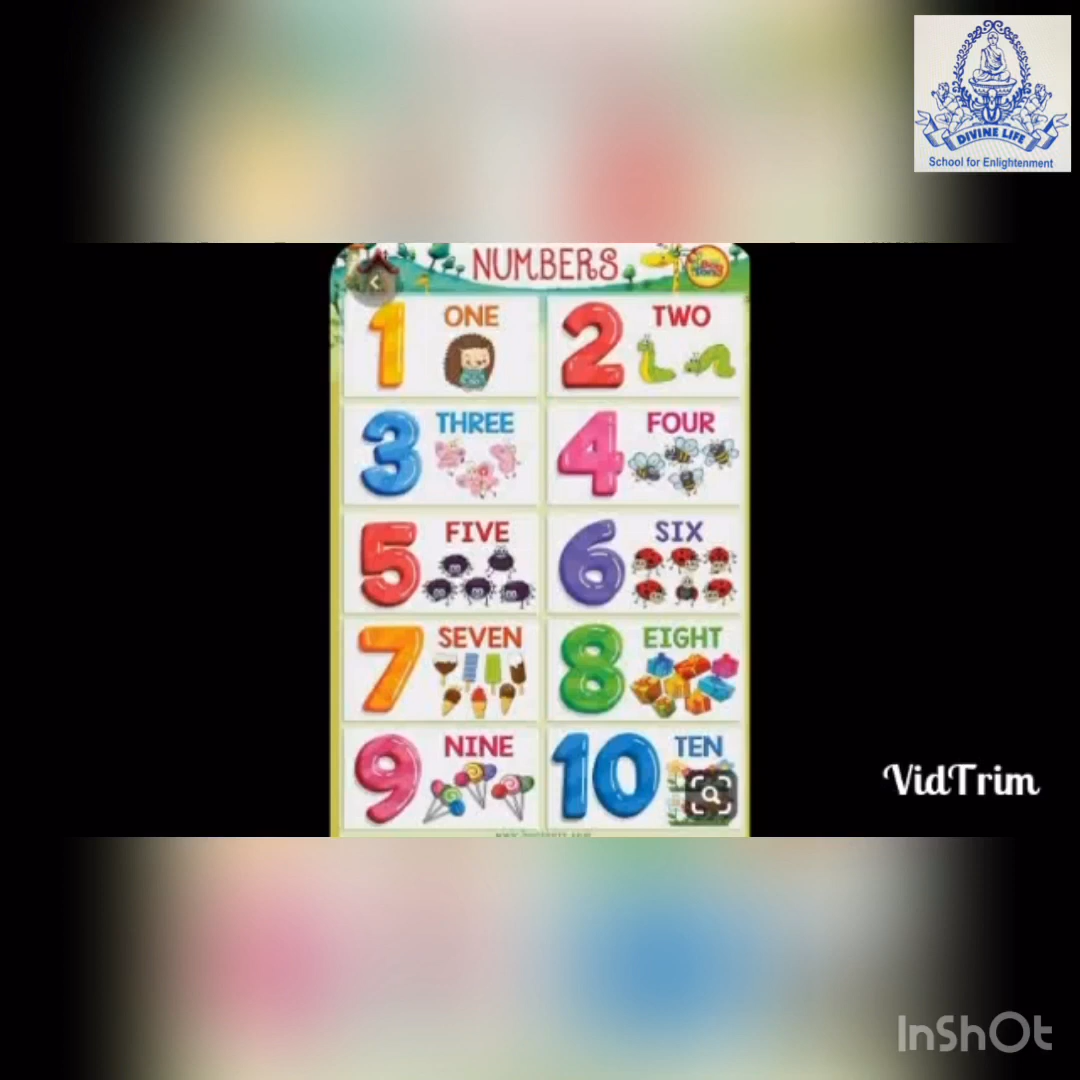 DIVINE LIFE
School for Enlightenment
NUMBERS
1 ONE
2 TWO
3 THREE
4 FOUR
5 FIVE
6 SIX
7 SEVEN
8 EIGHT
9 NINE
10 TEN
VidTrim
InShOt